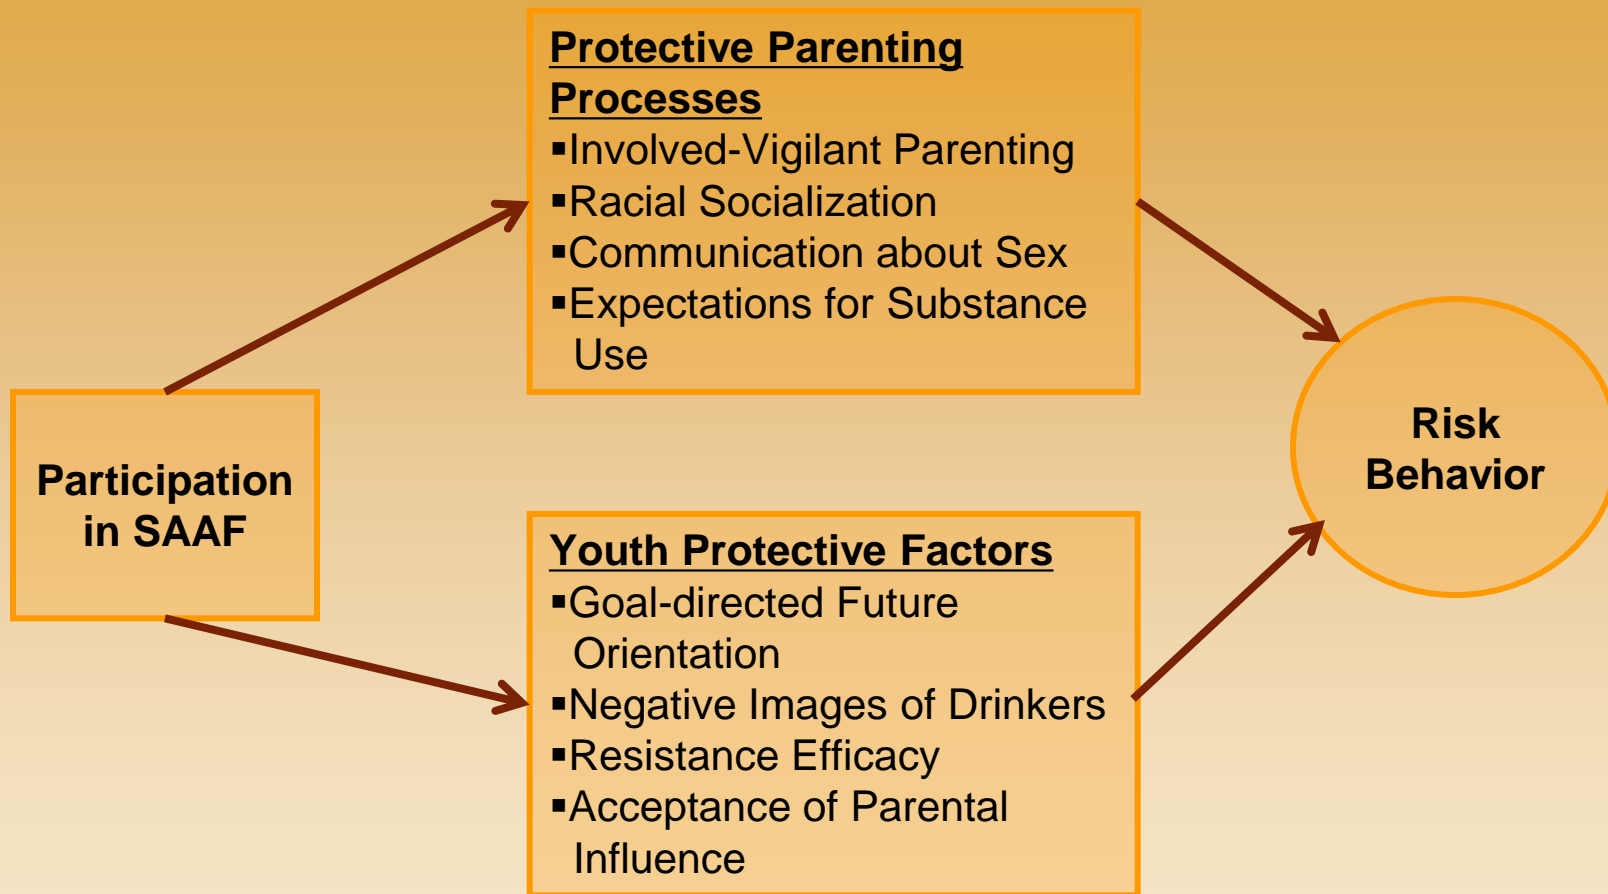 Protective Parenting
Processes
▪Involved-Vigilant Parenting
▪Racial Socialization
▪Communication about Sex
▪Expectations for Substance
Use
Participation
in SAAF
Risk
Behavior
Youth Protective Factors
▪Goal-directed Future
Orientation
▪Negative Images of Drinkers
▪Resistance Efficacy
▪Acceptance of Parental
Influence